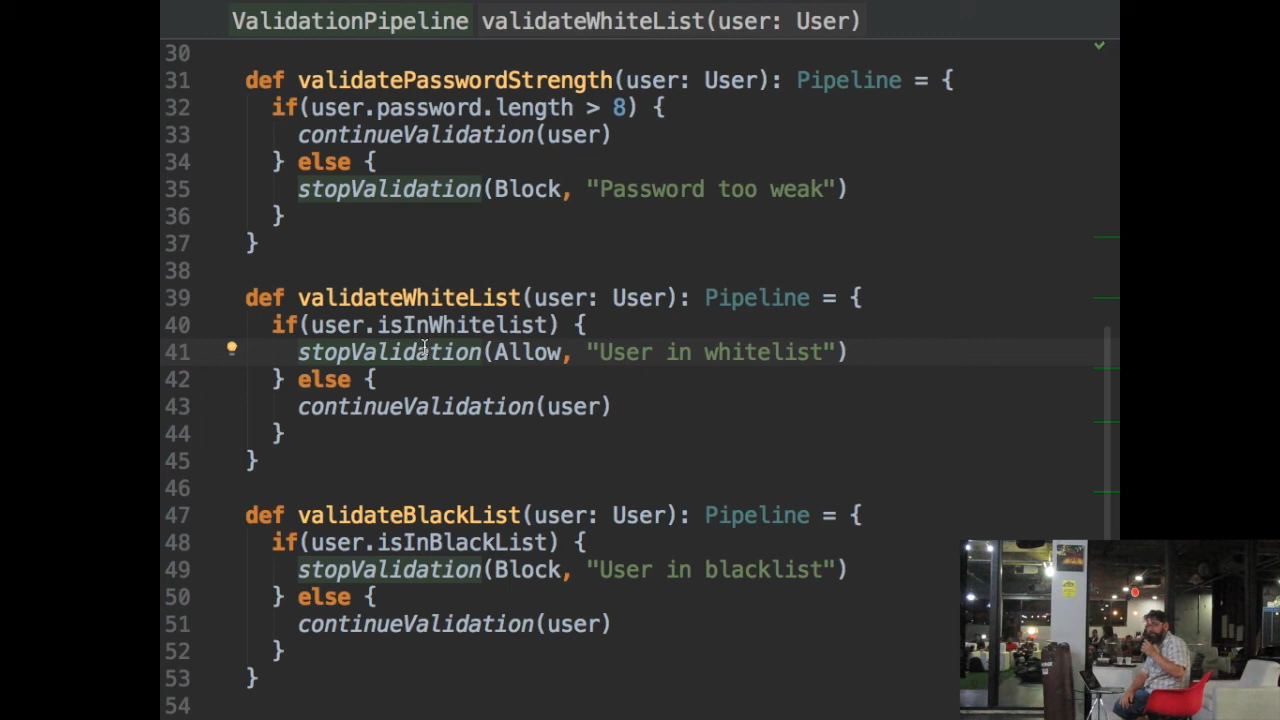 ValidationPipeline validateWhiteList(user: User)
30
31 def validatePasswordStrength(user: User): Pipeline = {
32 if(user.password.length > 8) {
33 continueValidation(user)
34 } else {
35 stopValidation(Block, "Password too weak")
36 }
37 }
38
39 def validateWhiteList(user: User): Pipeline = {
40 if(user.isInWhitelist) {
41 stopValidation(Allow, "User in whitelist")
42 } else {
43 continueValidation(user)
44 }
45 }
46
47 def validateBlackList(user: User): Pipeline = {
48 if(user.isInBlackList) {
49 stopValidation(Block, "User in blacklist")
50 } else {
51 continueValidation(user)
52 }
53 }
54